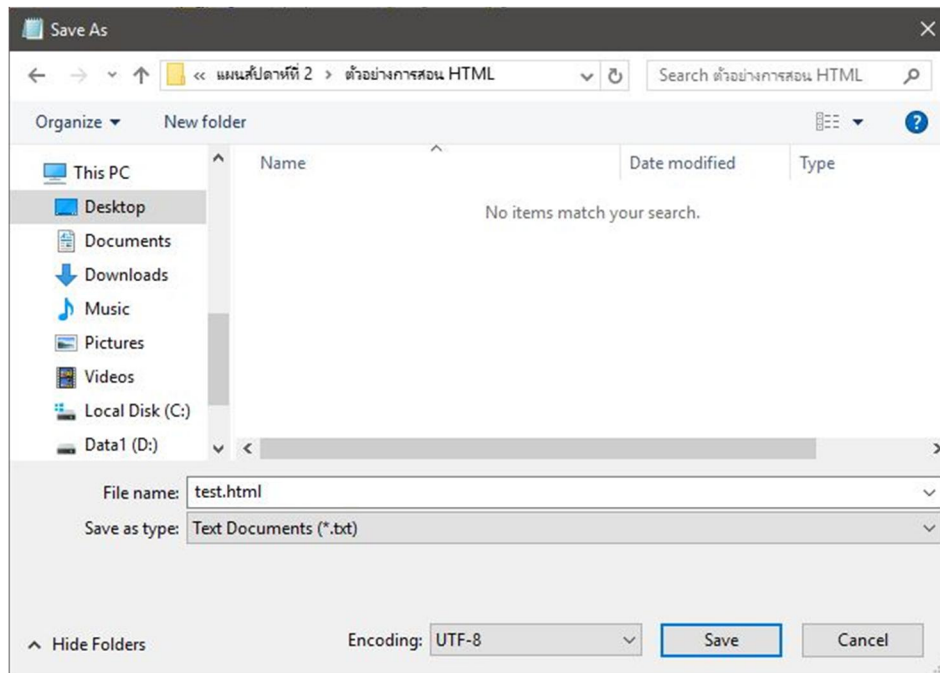 Save As
« แผนสัปดาห์ที่ 2 › ตัวอย่างการสอน HTML
Search ตัวอย่างการสอน HTML
Organize
New folder
?
This PC
Desktop
Documents
Downloads
Music
Pictures
Videos
Local Disk (C:)
Data1 (D:)
Name
Date modified
Type
No items match your search.
File name: test.html
Save as type: Text Documents (*.txt)
Hide Folders
Encoding: UTF-8
Save
Cancel